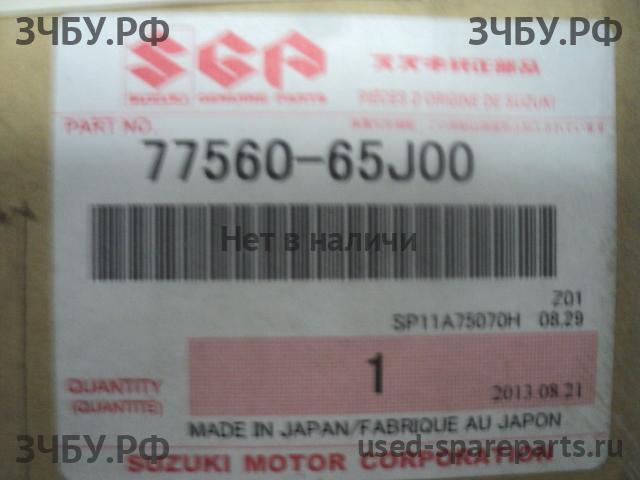 ЗЧБУ.РФ
ЗЧБУ.РФ
SGP
SUZUKI GENUINE PARTS
PIÈCES D'ORIGINE DE SUZUKI
PART NO.
77560-65J00
Нет в наличи
Z01
SP11A75070H 08.29
1
QUANTITY
(QUANTITÉ)
2013.08.21
MADE IN JAPAN/FABRIQUE AU JAPON
ЗЧБУ.РФ
used-spareparts.ru
SUZUKI MOTOR CORPORATION